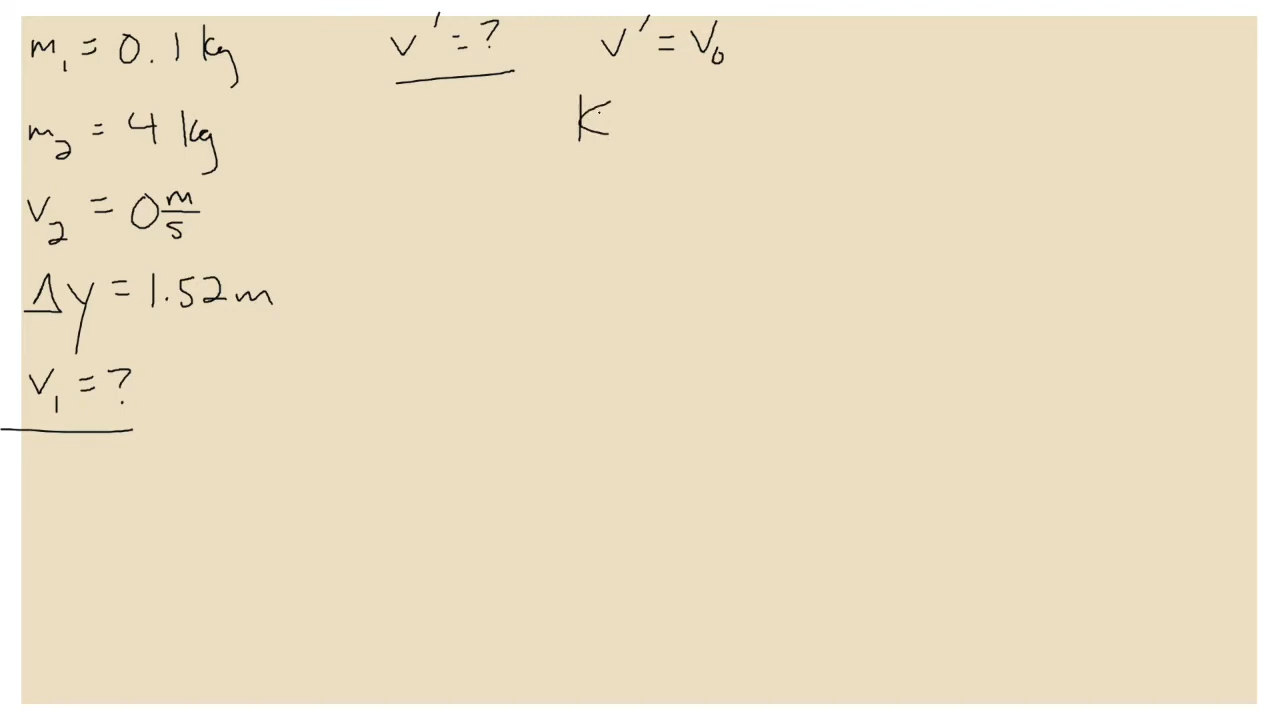 m₁ = 0.1 kg
m₂ = 4 kg
v₂ = 0 m/s
Δy = 1.52 m
v₁ = ?
v' = ?
v' = v₀
K